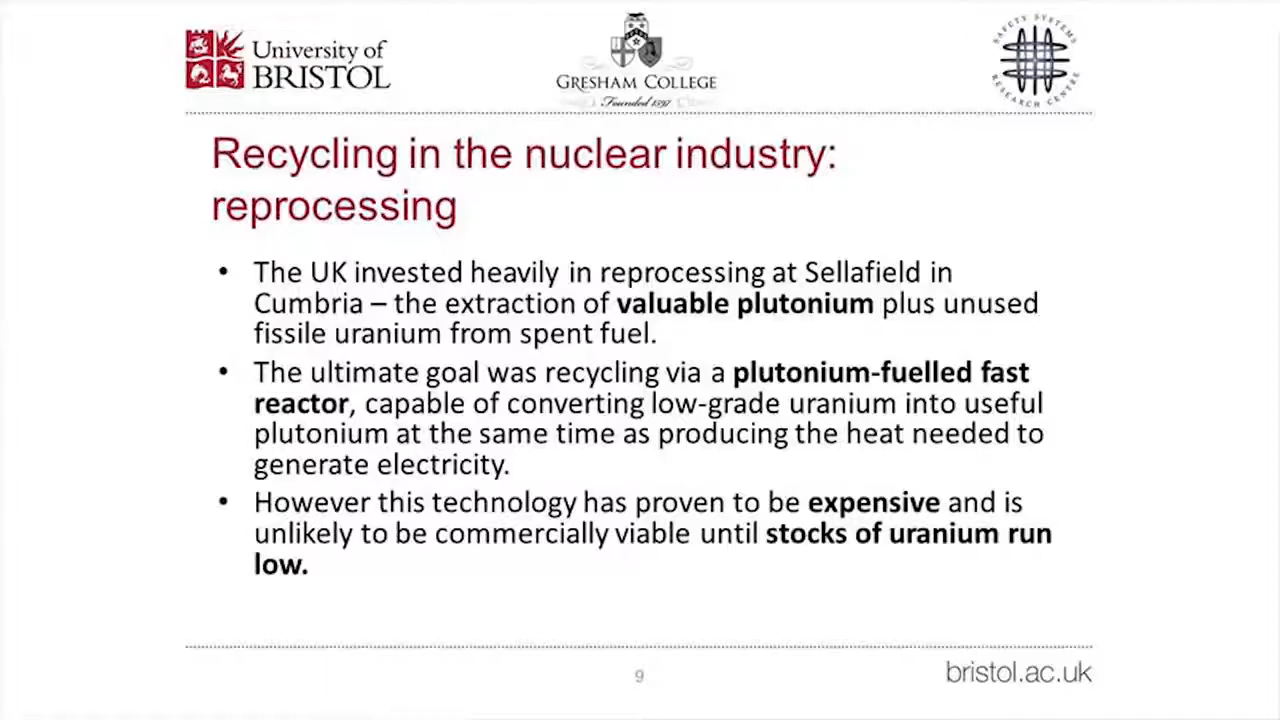 University of
BRISTOL
GRESHAM COLLEGE
Founded 1597
SAFETY SYSTEMS
RESEARCH CENTRE
Recycling in the nuclear industry:
reprocessing
• The UK invested heavily in reprocessing at Sellafield in
Cumbria – the extraction of valuable plutonium plus unused
fissile uranium from spent fuel.
• The ultimate goal was recycling via a plutonium-fuelled fast
reactor, capable of converting low-grade uranium into useful
plutonium at the same time as producing the heat needed to
generate electricity.
• However this technology has proven to be expensive and is
unlikely to be commercially viable until stocks of uranium run
low.
9
bristol.ac.uk